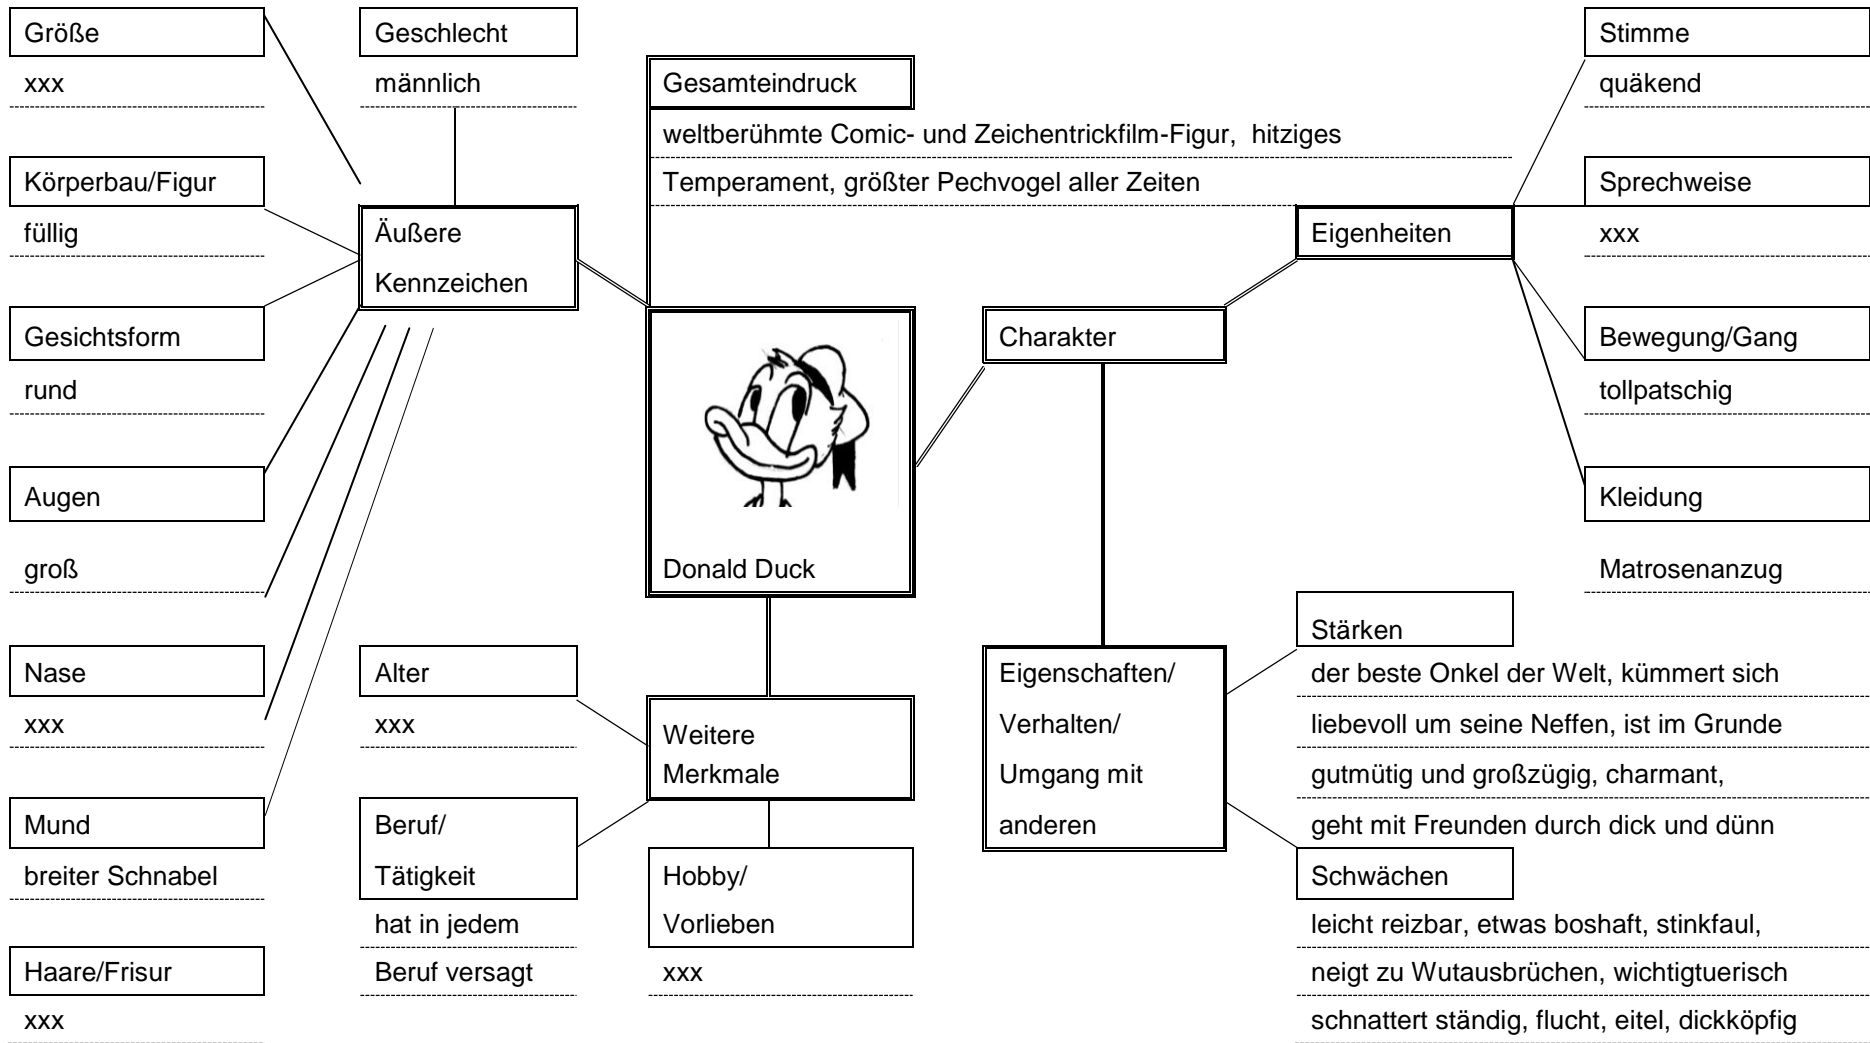 Größe
xxx
Körperbau/Figur
füllig
Gesichtsform
rund
Augen
groß
Nase
xxx
Mund
breiter Schnabel
Haare/Frisur
xxx
Geschlecht
männlich
Äußere
Kennzeichen
Gesamteindruck
weltberühmte Comic- und Zeichentrickfilm-Figur, hitziges
Temperament, größter Pechvogel aller Zeiten
Donald Duck
Alter
xxx
Beruf/
Tätigkeit
hat in jedem
Beruf versagt
Weitere
Merkmale
Hobby/
Vorlieben
xxx
Charakter
Eigenheiten
Stimme
quäkend
Sprechweise
xxx
Bewegung/Gang
tollpatschig
Kleidung
Matrosenanzug
Eigenschaften/
Verhalten/
Umgang mit
anderen
Stärken
der beste Onkel der Welt, kümmert sich
liebevoll um seine Neffen, ist im Grunde
gutmütig und großzügig, charmant,
geht mit Freunden durch dick und dünn
Schwächen
leicht reizbar, etwas boshaft, stinkfaul,
neigt zu Wutausbrüchen, wichtigtuerisch
schnattert ständig, flucht, eitel, dickköpfig